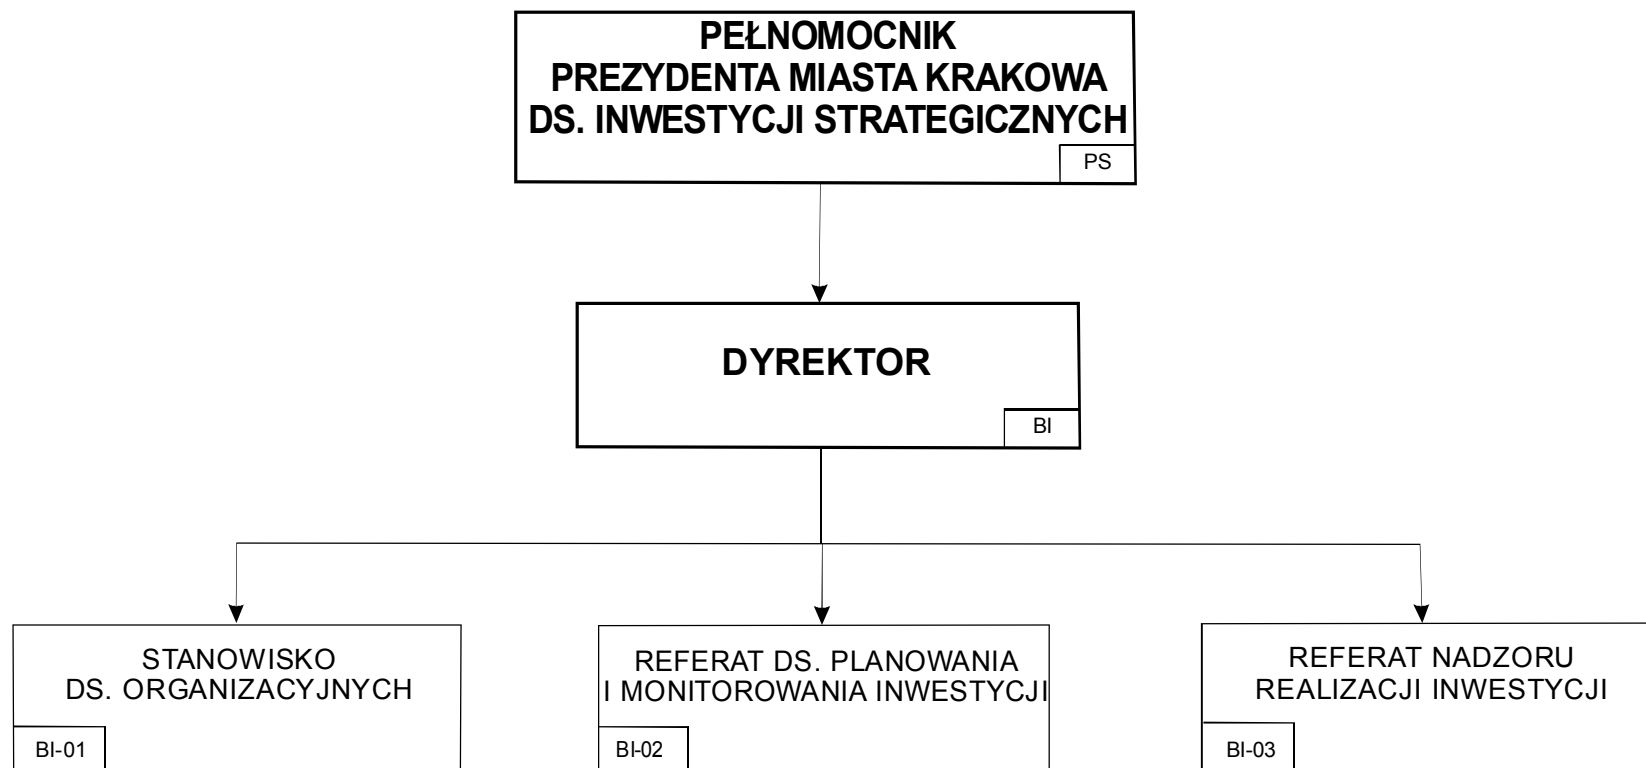 PEŁNOMOCNIK
PREZYDENTA MIASTA KRAKOWA
DS. INWESTYCJI STRATEGICZNYCH
PS
DYREKTOR
BI
STANOWISKO
DS. ORGANIZACYJNYCH
BI-01
REFERAT DS. PLANOWANIA
I MONITOROWANIA INWESTYCJI
BI-02
REFERAT NADZORU
REALIZACJI INWESTYCJI
BI-03